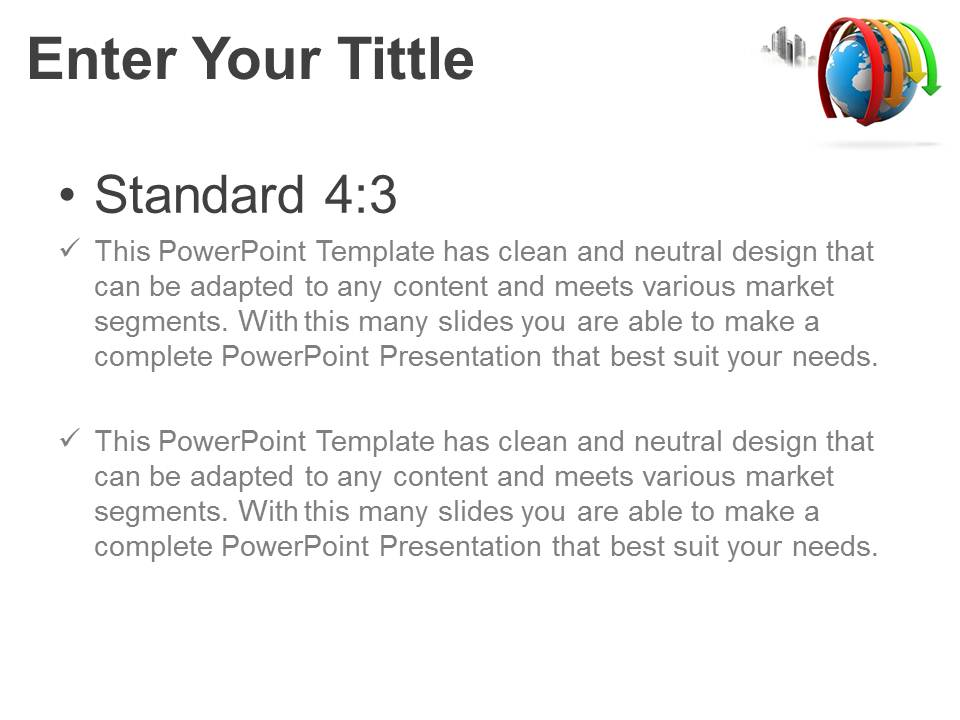 Enter Your Tittle
• Standard 4:3
✓ This PowerPoint Template has clean and neutral design that
can be adapted to any content and meets various market
segments. With this many slides you are able to make a
complete PowerPoint Presentation that best suit your needs.
✓ This PowerPoint Template has clean and neutral design that
can be adapted to any content and meets various market
segments. With this many slides you are able to make a
complete PowerPoint Presentation that best suit your needs.